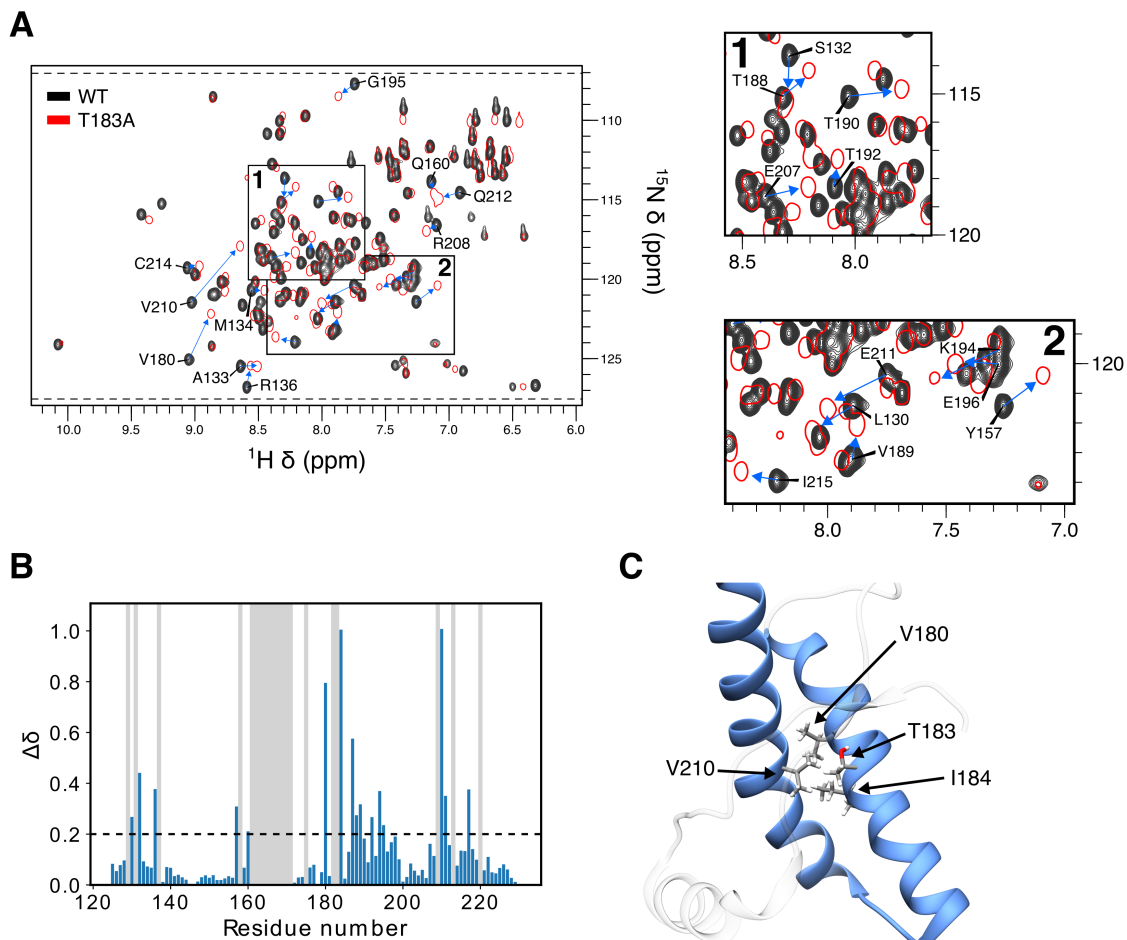 A
WT
T183A
G195
Q160
Q212
R208
C214
V210
M134
V180
A133
R136
1
2
110
115
120
125
10.0 9.5 9.0 8.5 8.0 7.5 7.0 6.5 6.0
¹H δ (ppm)
¹⁵N δ (ppm)
1
S132
T188
T190
T192
E207
115
120
8.5 8.0
2
E211
K194
L130
E196
Y157
V189
I215
120
8.0 7.5 7.0
B
Δδ
1.0
0.8
0.6
0.4
0.2
0.0
120 140 160 180 200 220
Residue number
C
V180
T183
V210
I184